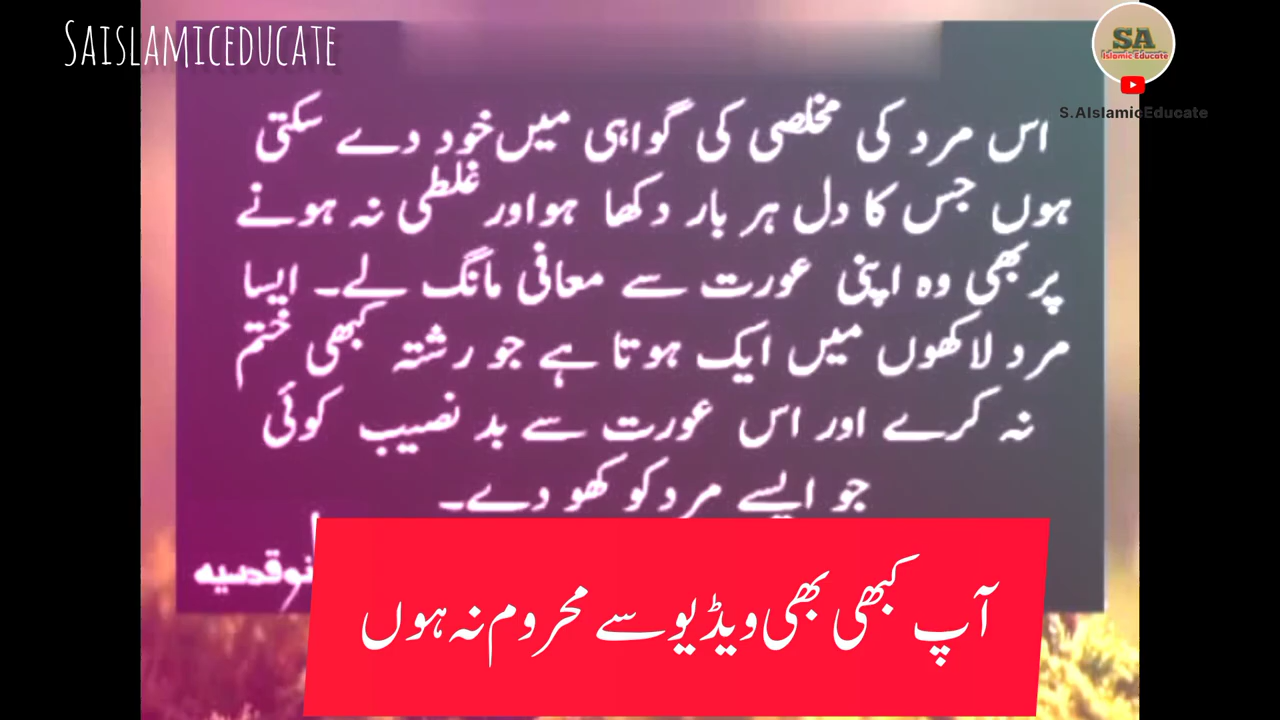 SAISLAMICEDUCATE
SA
Islamic Educate
S.AIslamicEducate
اس مرد کی مخلصی کی گواہی میں خود دے سکتی
ہوں جس کا دل ہر بار دکھا ہو اور غلطی نہ ہونے
پر بھی وہ اپنی عورت سے معافی مانگ لے۔ ایسا
مرد لاکھوں میں ایک ہوتا ہے جو رشتہ کبھی ختم
نہ کرے اور اس عورت سے بد نصیب کوئی
جو ایسے مرد کو کھو دے۔
آپ کبھی بھی ویڈیو سے محروم نہ ہوں